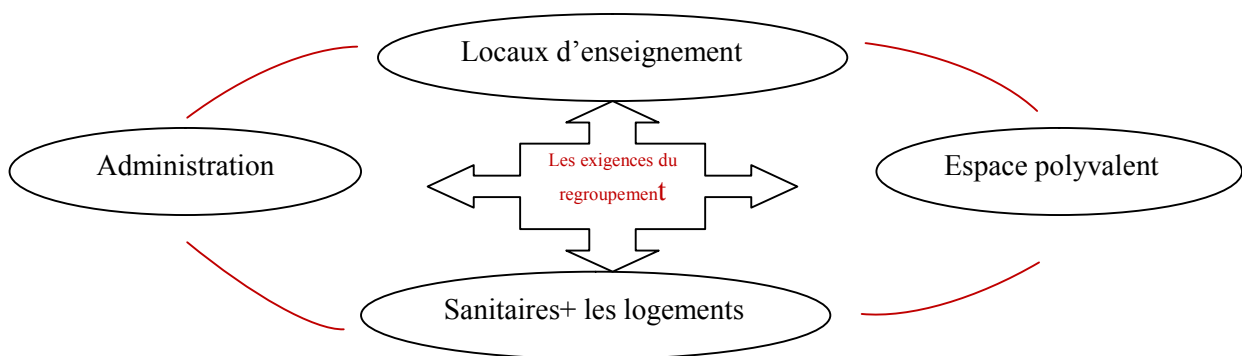 Locaux d’enseignement
Administration
Les exigences du
regroupement
Espace polyvalent
Sanitaires+ les logements